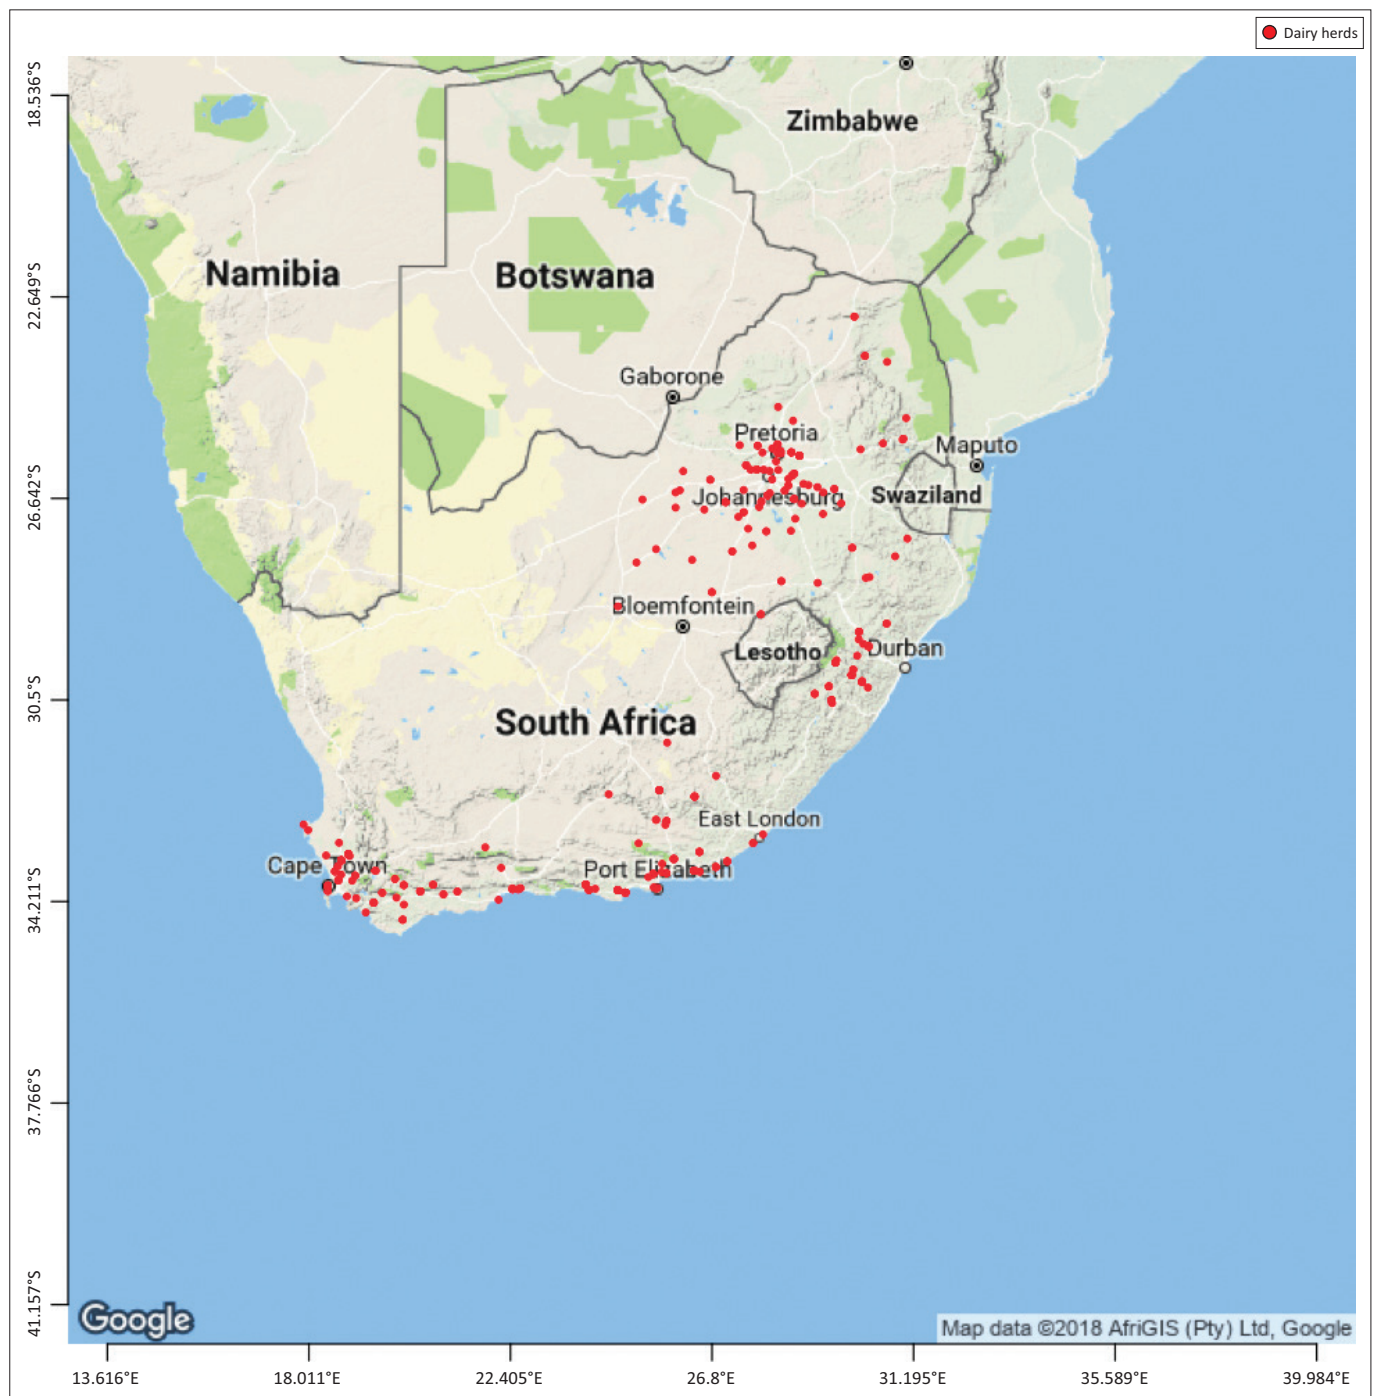 Dairy herds
18.536°S
Zimbabwe
22.649°S
Namibia
Botswana
Gaborone
Pretoria
Maputo
26.642°S
Johannesburg
Swaziland
Bloemfontein
Lesotho
Durban
30.5°S
South Africa
East London
Cape Town
Port Elizabeth
34.211°S
37.766°S
41.157°S
Google
Map data ©2018 AfriGIS (Pty) Ltd, Google
13.616°E 18.011°E 22.405°E 26.8°E 31.195°E 35.589°E 39.984°E